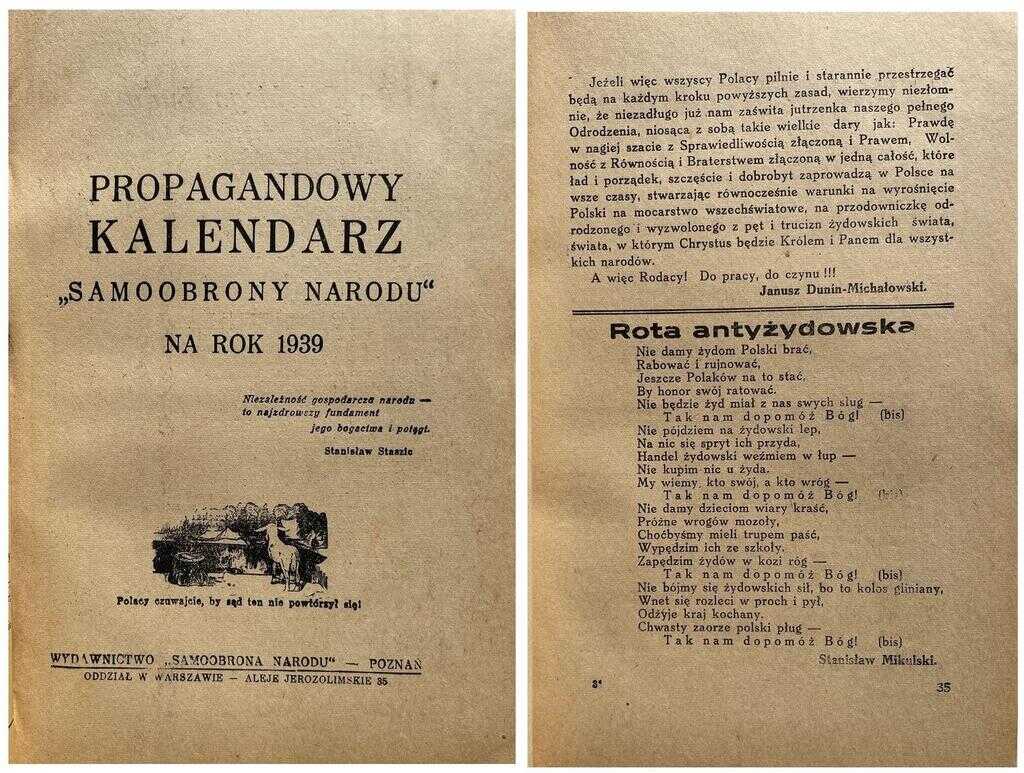 PROPAGANDOWY
KALENDARZ
„SAMOOBRONY NARODU"
NA ROK 1939
Niezależność gospodarcza narodu —
to najzdrowszy fundament
jego bogactwa i potęgi.
Stanisław Staszic
Polacy czuwajcie, by sąd ten nie powtórzył się!
WYDAWNICTWO „SAMOOBRONA NARODU" — POZNAŃ
ODDZIAŁ W WARSZAWIE — ALEJE JEROZOLIMSKIE 35
Jeżeli więc wszyscy Polacy pilnie i starannie przestrzegać
będą na każdym kroku powyższych zasad, wierzymy niezłom-
nie, że niezadługo już nam zaświta jutrzenka naszego pełnego
Odrodzenia, niosąca z sobą takie wielkie dary jak: Prawdę
w nagiej szacie z Sprawiedliwością złączoną i Prawem, Wol-
ność z Równością i Braterstwem złączoną w jedną całość, które
ład i porządek, szczęście i dobrobyt zaprowadzą w Polsce na
wsze czasy, stwarzając równocześnie warunki na wyrośnięcie
Polski na mocarstwo wszechświatowe, na przodowniczkę od-
rodzonego i wyzwolonego z pęt i trucizn żydowskich świata,
świata, w którym Chrystus będzie Królem i Panem dla wszyst-
kich narodów.
A więc Rodacy! Do pracy, do czynu !!!
Janusz Dunin-Michałowski.
Rota antyżydowska
Nie damy żydom Polski brać,
Rabować i rujnować,
Jeszcze Polaków na to stać,
By honor swój ratować.
Nie będzie żyd miał z nas swych sług —
Tak nam dopomóż Bóg! (bis)
Nie pójdziem na żydowski lep,
Na nic się spryt ich przyda,
Handel żydowski weźmiem w łup —
Nie kupim nic u żyda.
My wiemy, kto swój, a kto wróg —
Tak nam dopomóż Bóg! (bis)
Nie damy dzieciom wiary kraść,
Próżne wrogów mozoły,
Choćbyśmy mieli trupem paść,
Wypędzim ich ze szkoły.
Zapędzim żydów w kozi róg —
Tak nam dopomóż Bóg! (bis)
Nie bójmy się żydowskich sił, bo to kolos gliniany,
Wnet się rozleci w proch i pył,
Odżyje kraj kochany.
Chwasty zaorze polski pług —
Tak nam dopomóż Bóg! (bis)
Stanisław Mikulski.
3*
35